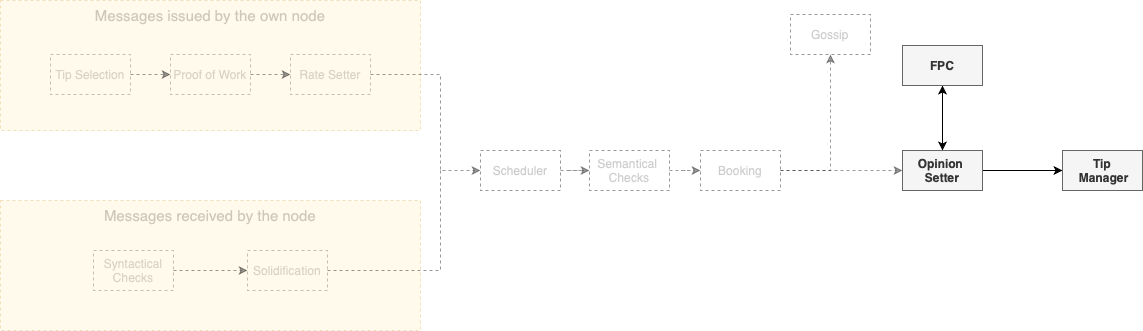 Messages issued by the own node
Tip Selection
Proof of Work
Rate Setter
Gossip
FPC
Scheduler
Semantical
Checks
Booking
Opinion
Setter
Tip
Manager
Messages received by the node
Syntactical
Checks
Solidification